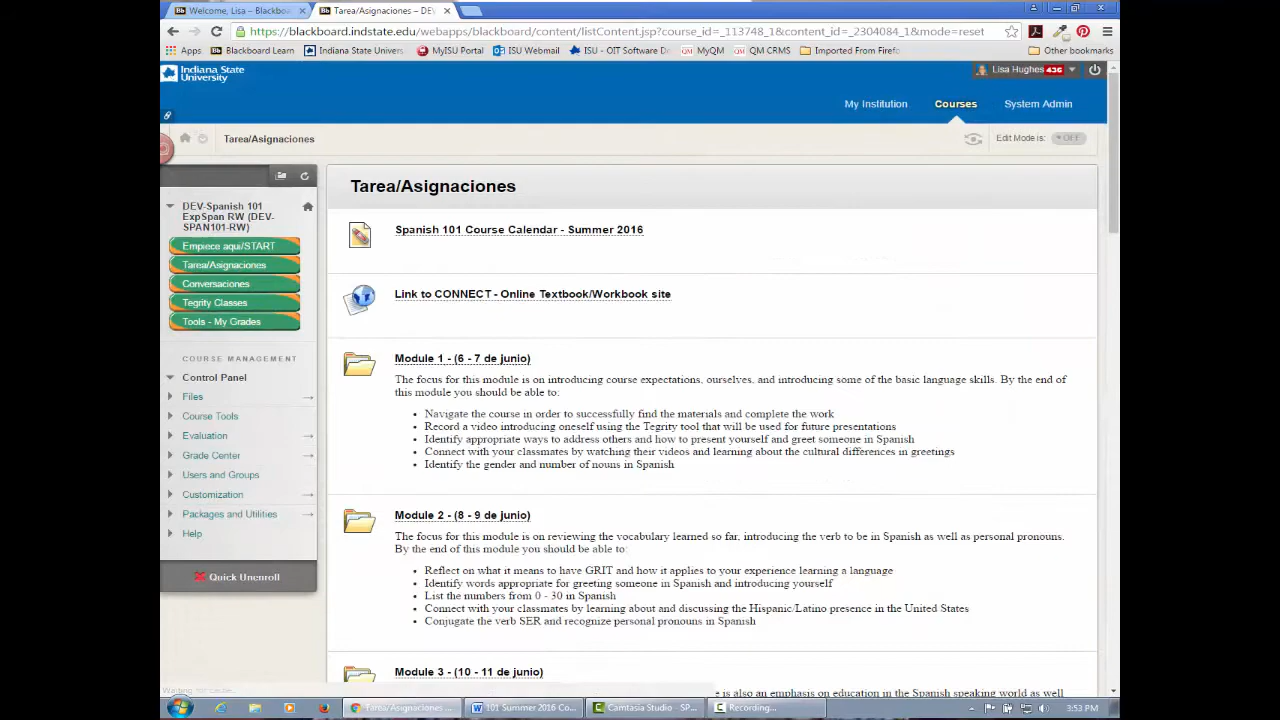 Welcome, Lisa – Blackboa
Tarea/Asignaciones – DEV
https://blackboard.indstate.edu/webapps/blackboard/content/listContent.jsp?course_id=_113748_1&content_id=_2304084_1&mode=reset
Apps
Blackboard Learn
Indiana State Univers
MyISU Portal
ISU Webmail
ISU - OIT Software De
MyQM
QM CRMS
Imported From Firefo
Other bookmarks
Indiana State
University
Lisa Hughes 436
My Institution
Courses
System Admin
Tarea/Asignaciones
Edit Mode is: OFF
DEV-Spanish 101
ExpSpan RW (DEV-
SPAN101-RW)
Empiece aqui/START
Tarea/Asignaciones
Conversaciones
Tegrity Classes
Tools - My Grades
COURSE MANAGEMENT
Control Panel
Files
Course Tools
Evaluation
Grade Center
Users and Groups
Customization
Packages and Utilities
Help
Quick Unenroll
Tarea/Asignaciones
Spanish 101 Course Calendar - Summer 2016
Link to CONNECT - Online Textbook/Workbook site
Module 1 - (6 - 7 de junio)
The focus for this module is on introducing course expectations, ourselves, and introducing some of the basic language skills. By the end of
this module you should be able to:
• Navigate the course in order to successfully find the materials and complete the work
• Record a video introducing oneself using the Tegrity tool that will be used for future presentations
• Identify appropriate ways to address others and how to present yourself and greet someone in Spanish
• Connect with your classmates by watching their videos and learning about the cultural differences in greetings
• Identify the gender and number of nouns in Spanish
Module 2 - (8 - 9 de junio)
The focus for this module is on reviewing the vocabulary learned so far, introducing the verb to be in Spanish as well as personal pronouns.
By the end of this module you should be able to:
• Reflect on what it means to have GRIT and how it applies to your experience learning a language
• Identify words appropriate for greeting someone in Spanish and introducing yourself
• List the numbers from 0 - 30 in Spanish
• Connect with your classmates by learning about and discussing the Hispanic/Latino presence in the United States
• Conjugate the verb SER and recognize personal pronouns in Spanish
Module 3 - (10 - 11 de junio)
is also an emphasis on education in the Spanish speaking world as well
Waiting for cache...
Tarea/Asignaciones ...
101 Summer 2016 Co...
Camtasia Studio - SP...
Recording...
3:53 PM